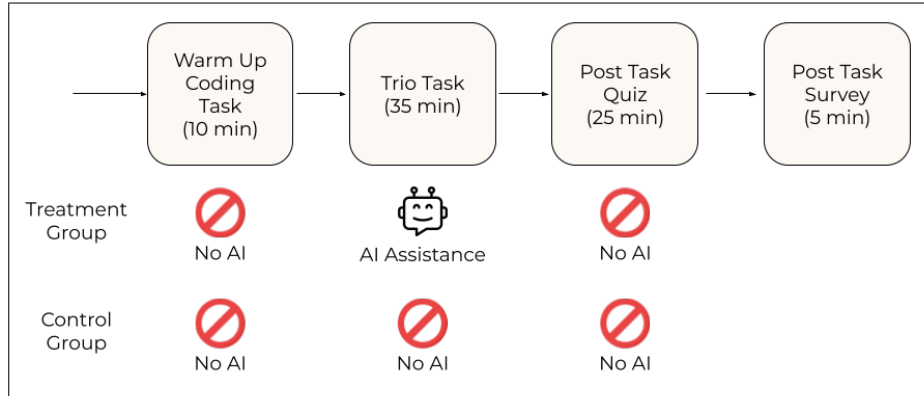 Warm Up
Coding
Task
(10 min)
Trio Task
(35 min)
Post Task
Quiz
(25 min)
Post Task
Survey
(5 min)
Treatment
Group
No AI
AI Assistance
No AI
Control
Group
No AI
No AI
No AI